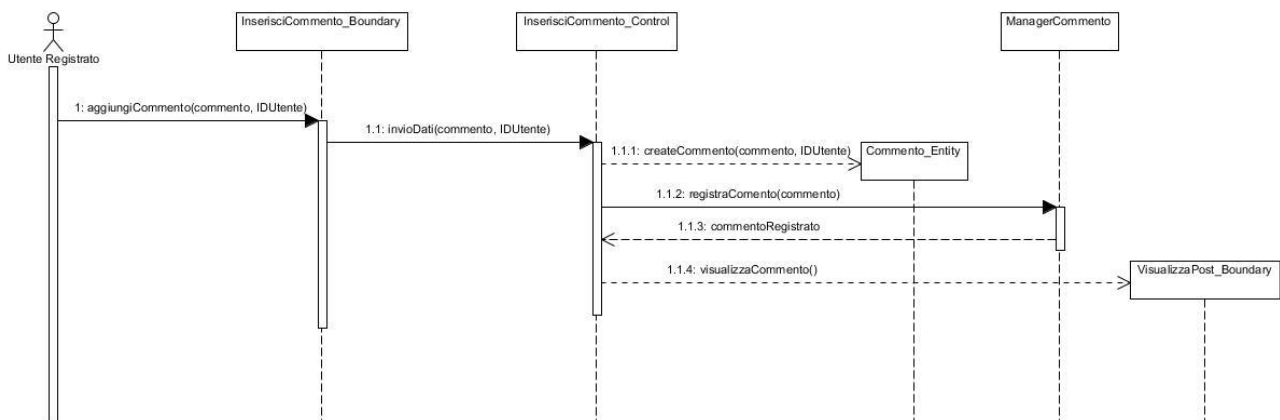 InserisciCommento_Boundary
InserisciCommento_Control
ManagerCommento
Utente Registrato
1: aggiungiCommento(commento, IDUtente)
1.1: invioDati(commento, IDUtente)
1.1.1: createCommento(commento, IDUtente)
Commento_Entity
1.1.2: registraComento(commento)
1.1.3: commentoRegistrato
1.1.4: visualizzaCommento()
VisualizzaPost_Boundary